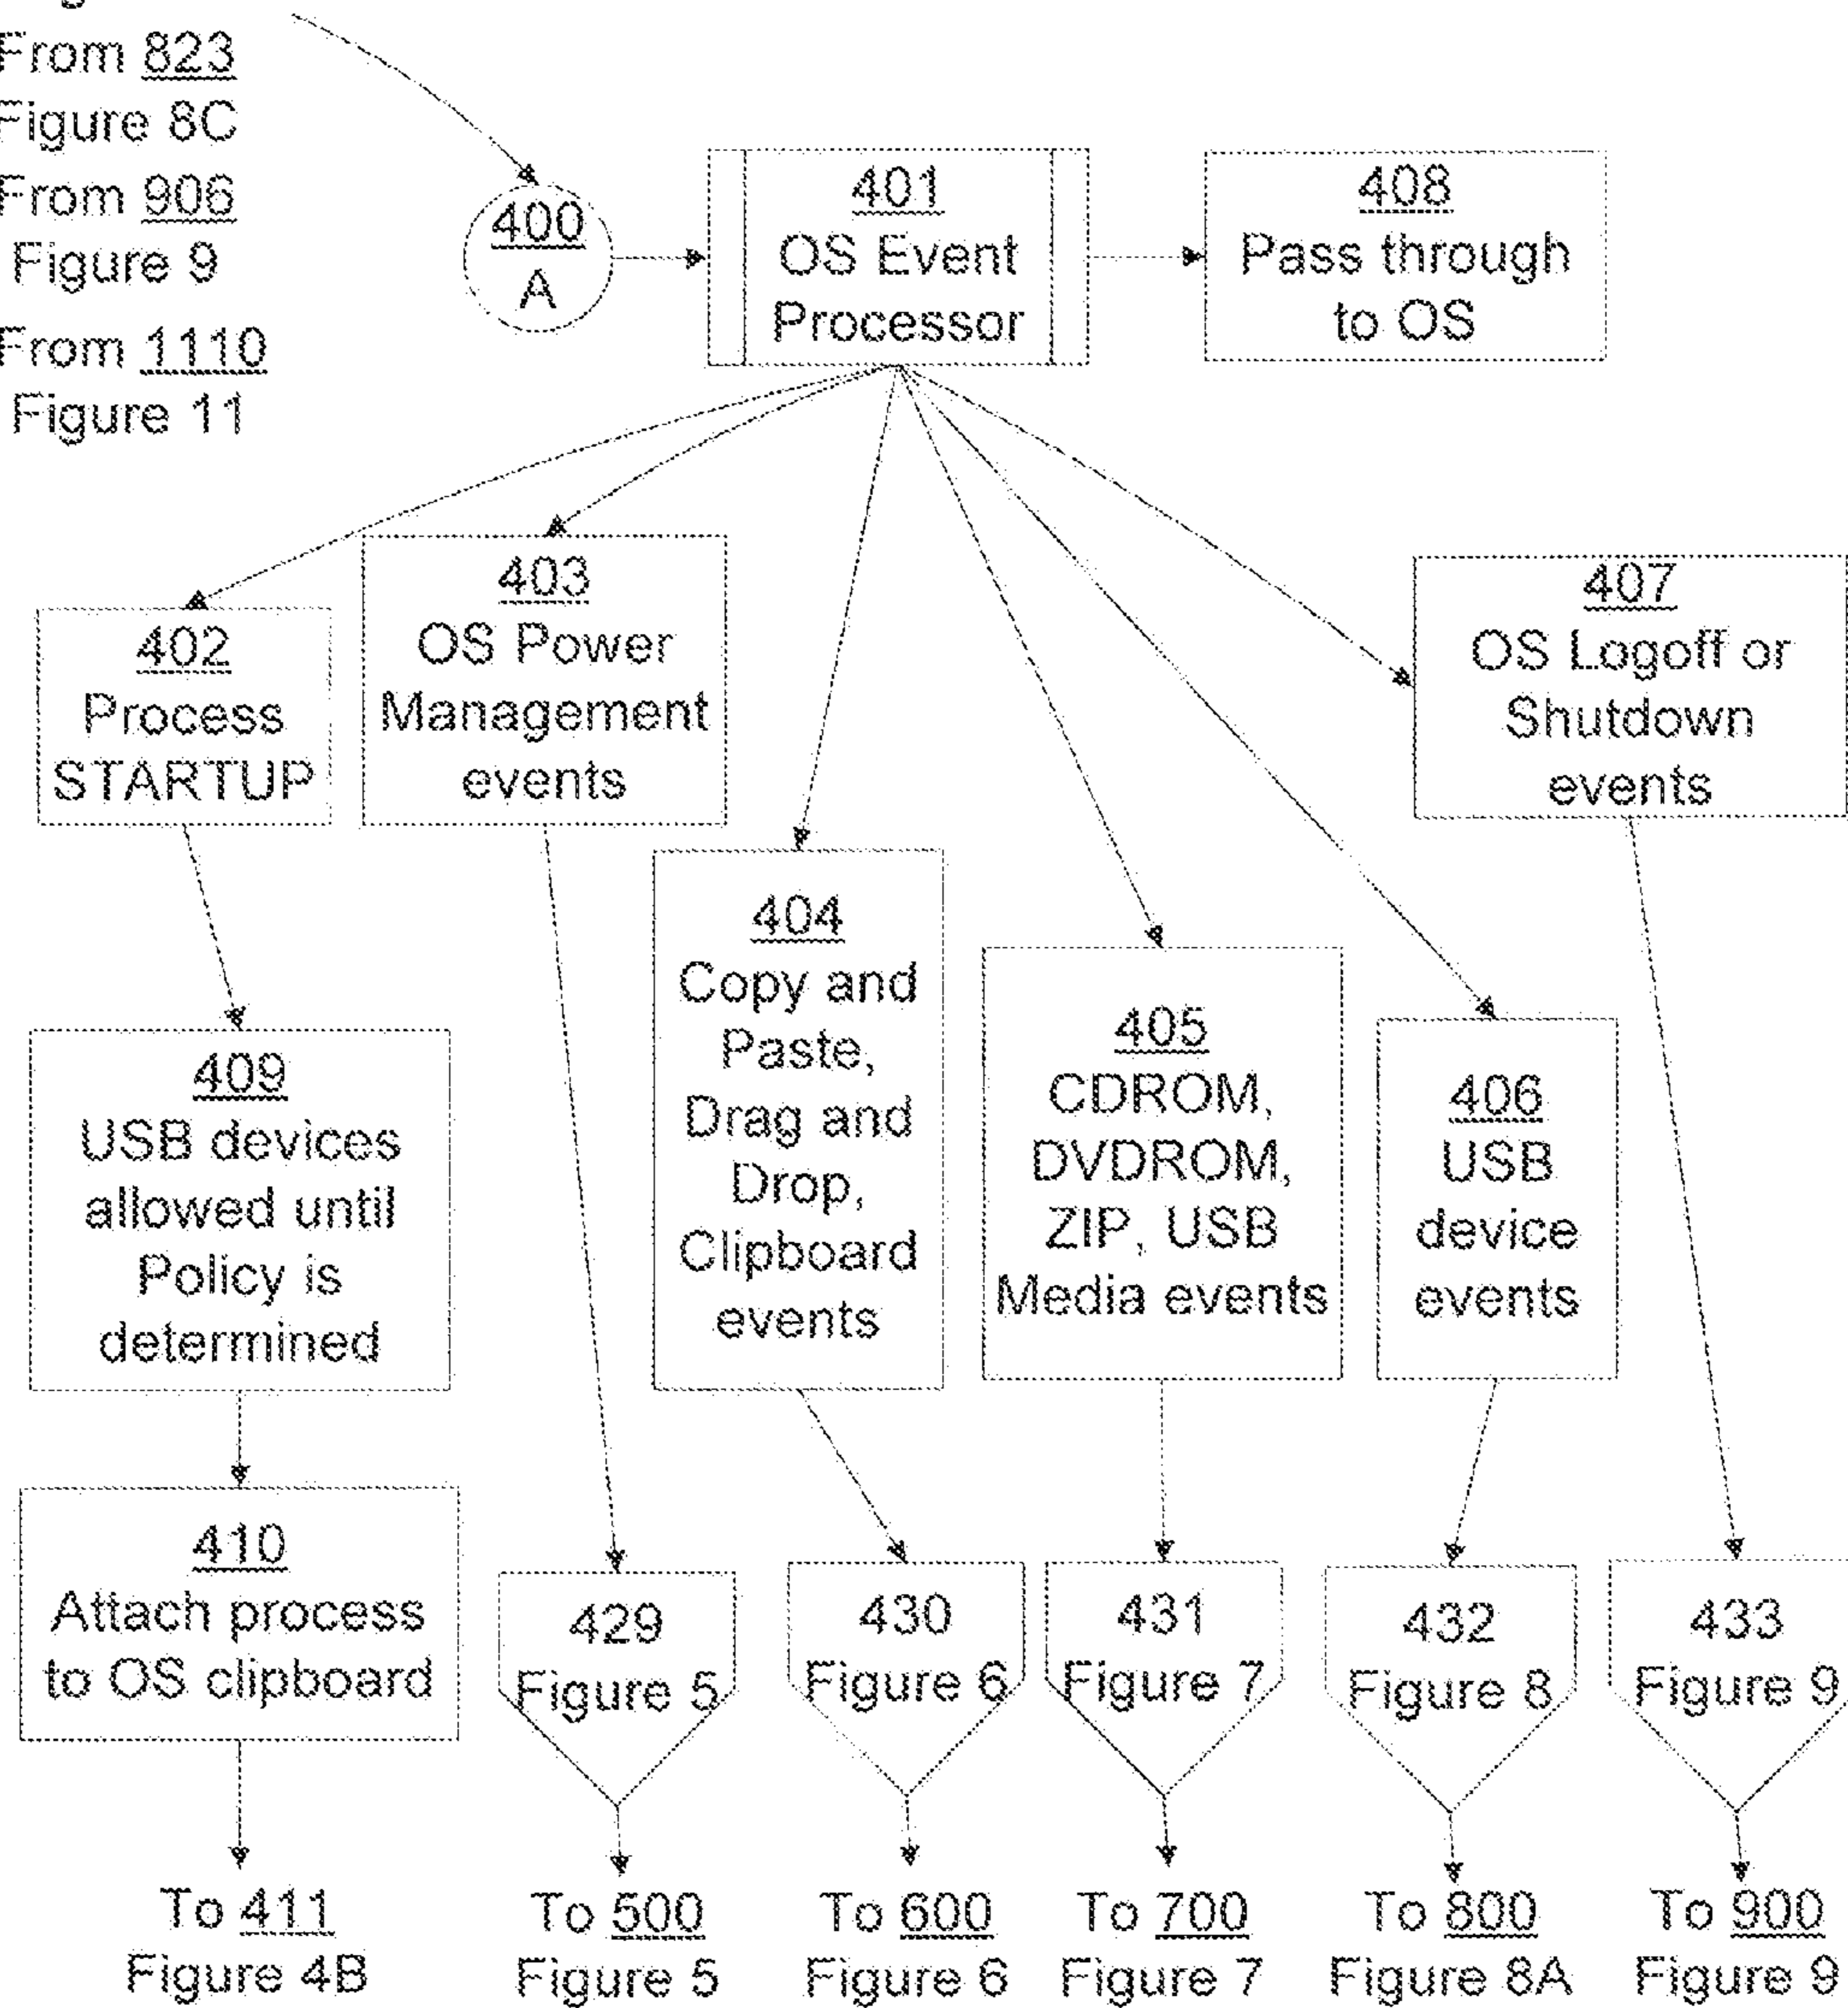 From 823
Figure 8C
From 906
Figure 9
From 1110
Figure 11
400
A
401
OS Event
Processor
408
Pass through
to OS
402
Process
STARTUP
403
OS Power
Management
events
404
Copy and
Paste,
Drag and
Drop,
Clipboard
events
405
CDROM,
DVDROM,
ZIP, USB
Media events
406
USB
device
events
407
OS Logoff or
Shutdown
events
409
USB devices
allowed until
Policy is
determined
410
Attach process
to OS clipboard
429
Figure 5
430
Figure 6
431
Figure 7
432
Figure 8
433
Figure 9
To 411
Figure 4B
To 500
Figure 5
To 600
Figure 6
To 700
Figure 7
To 800
Figure 8A
To 900
Figure 9